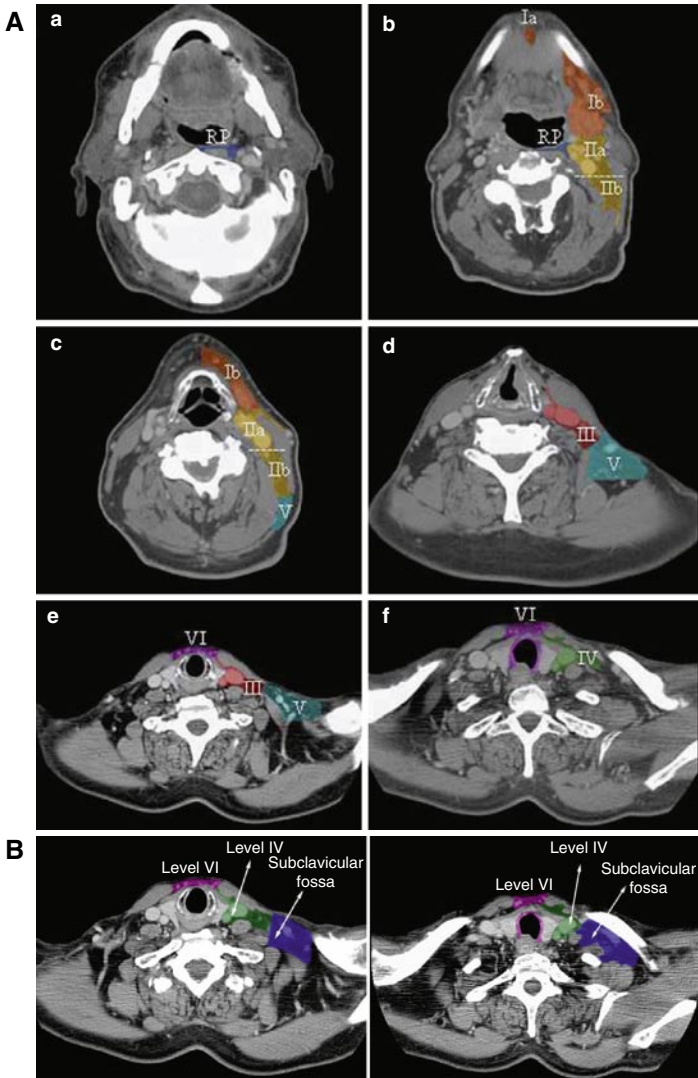 A
a
RP
b
Ia
Ib
RP
IIa
IIb
c
Ib
IIa
IIb
V
d
III
V
e
VI
III
V
f
VI
IV
B
Level IV
Level VI
Subclavicular
fossa
Level IV
Level VI
Subclavicular
fossa